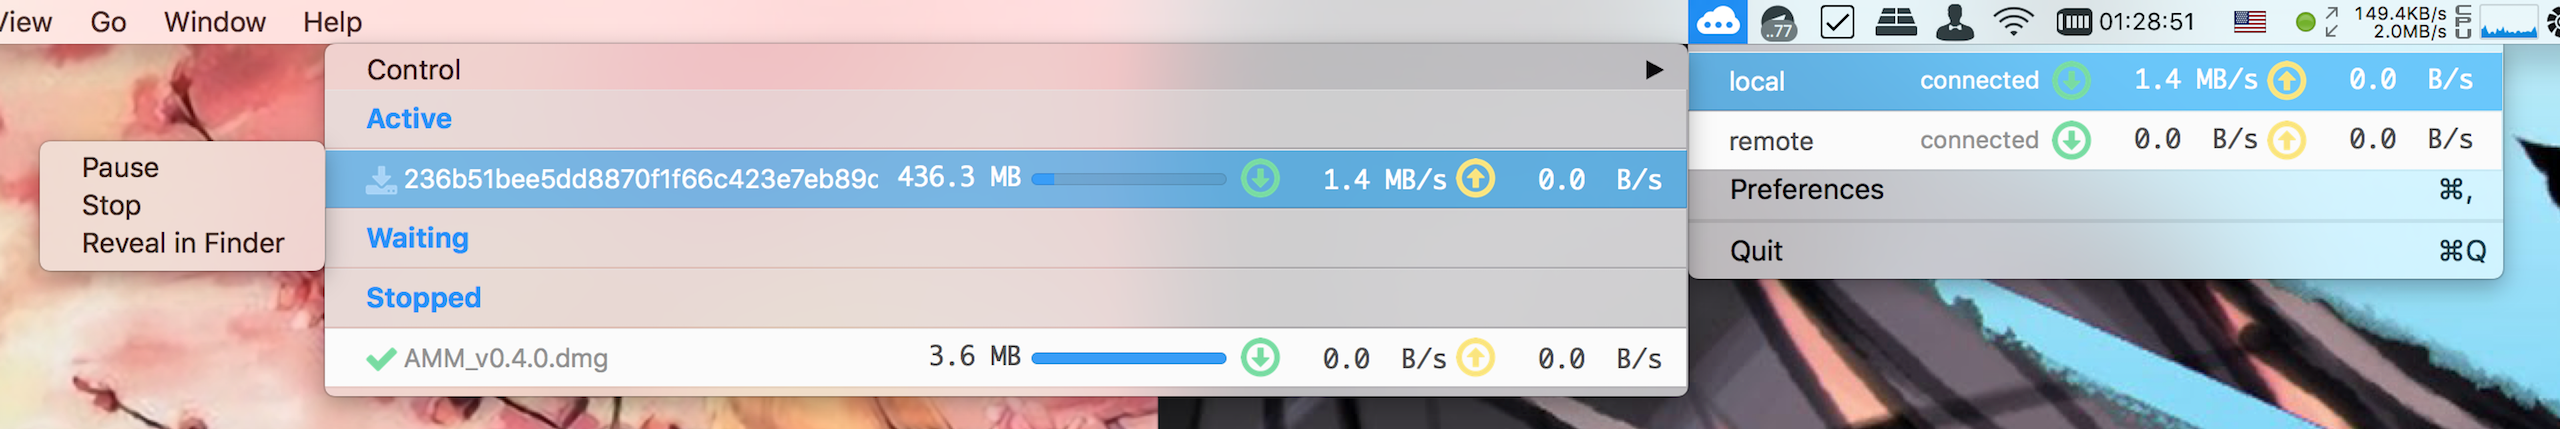 View Go Window Help
..77 01:28:51 149.4KB/s
2.0MB/s
CPU
Control
Active
236b51bee5dd8870f1f66c423e7eb89c 436.3 MB 1.4 MB/s 0.0 B/s
Waiting
Stopped
AMM_v0.4.0.dmg 3.6 MB 0.0 B/s 0.0 B/s
Pause
Stop
Reveal in Finder
local connected 1.4 MB/s 0.0 B/s
remote connected 0.0 B/s 0.0 B/s
Preferences ⌘,
Quit ⌘Q